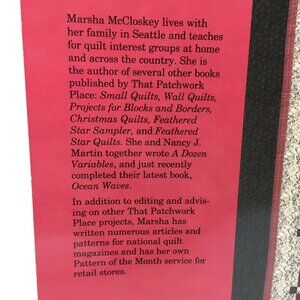 Marsha McCloskey lives with
her family in Seattle and teaches
for quilt interest groups at home
and across the country. She is
the author of several other books
published by That Patchwork
Place: Small Quilts, Wall Quilts,
Projects for Blocks and Borders,
Christmas Quilts, Feathered
Star Sampler, and Feathered
Star Quilts. She and Nancy J.
Martin together wrote A Dozen
Variables, and just recently
completed their latest book,
Ocean Waves.
In addition to editing and advis-
ing on other That Patchwork
Place projects, Marsha has
written numerous articles and
patterns for national quilt
magazines and has her own
Pattern of the Month service for
retail stores.